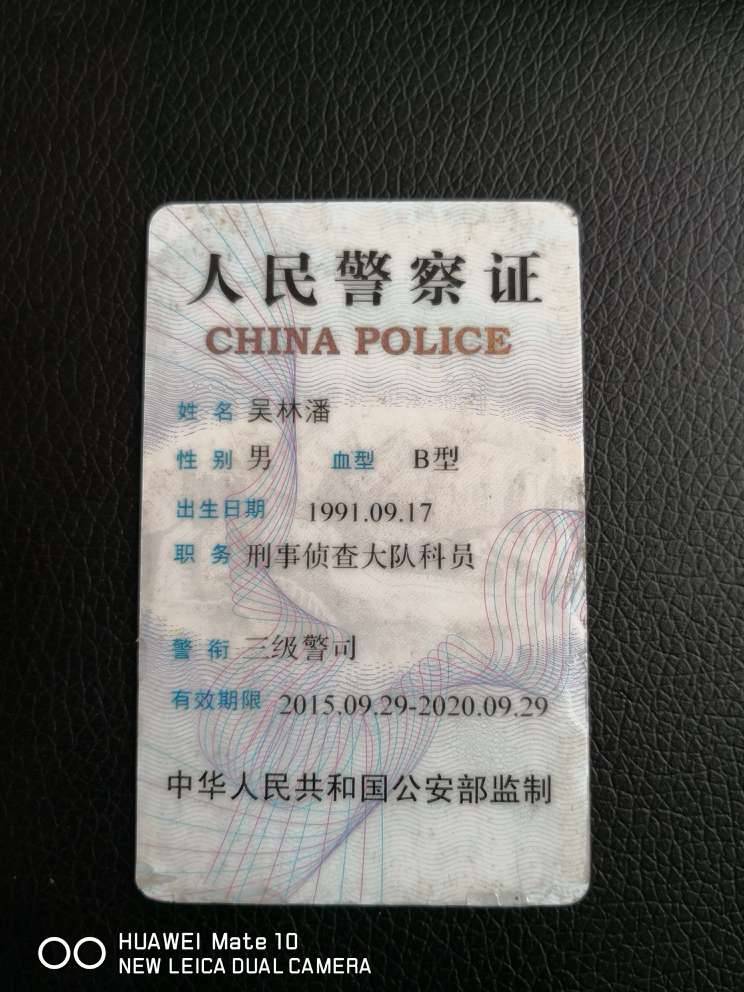 人民警察证
CHINA POLICE
姓 名 吴林潘
性 别 男 血型 B型
出生日期 1991.09.17
职 务 刑事侦查大队科员
警 衔 三级警司
有效期限 2015.09.29-2020.09.29
中华人民共和国公安部监制
HUAWEI Mate 10
NEW LEICA DUAL CAMERA